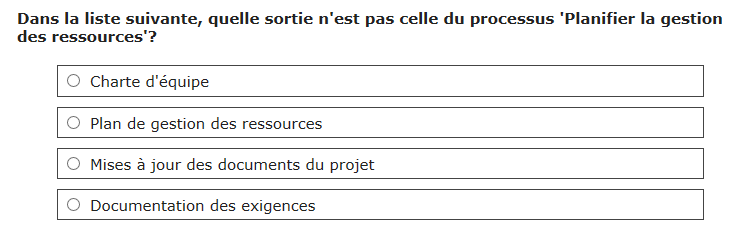 Dans la liste suivante, quelle sortie n'est pas celle du processus 'Planifier la gestion
des ressources'?
Charte d'équipe
Plan de gestion des ressources
Mises à jour des documents du projet
Documentation des exigences